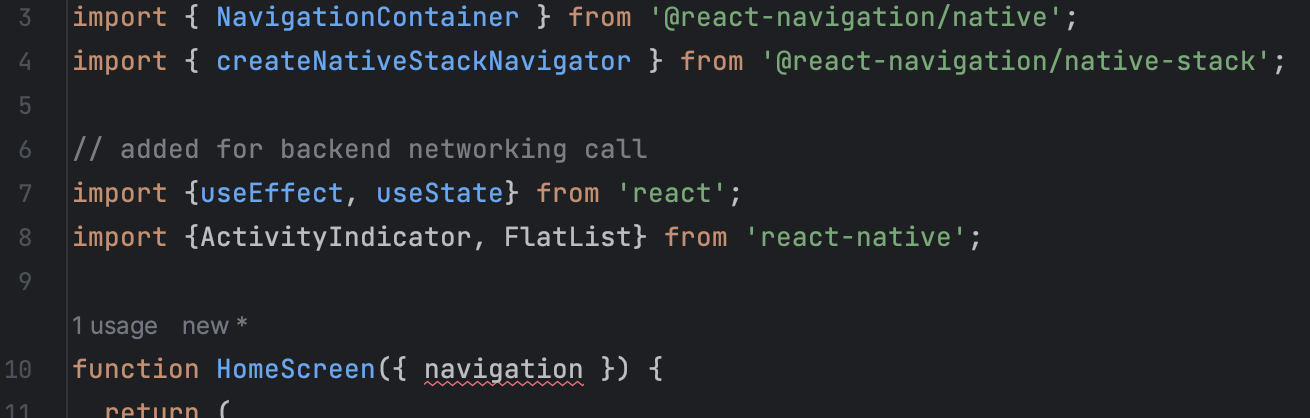 3 import { NavigationContainer } from '@react-navigation/native';
4 import { createNativeStackNavigator } from '@react-navigation/native-stack';
5
6 // added for backend networking call
7 import {useEffect, useState} from 'react';
8 import {ActivityIndicator, FlatList} from 'react-native';
9
1 usage new *
10 function HomeScreen({ navigation }) {
11 return (